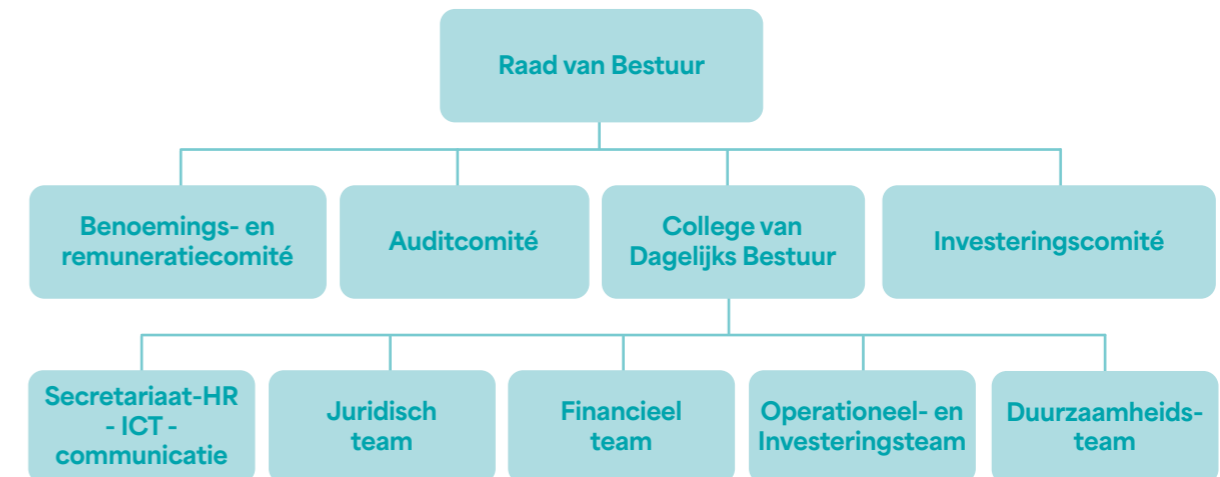 Raad van Bestuur
Benoemings- en
remuneratiecomité
Auditcomité
College van
Dagelijks Bestuur
Investeringscomité
Secretariaat-HR
- ICT -
communicatie
Juridisch
team
Financieel
team
Operationeel- en
Investeringsteam
Duurzaamheids-
team